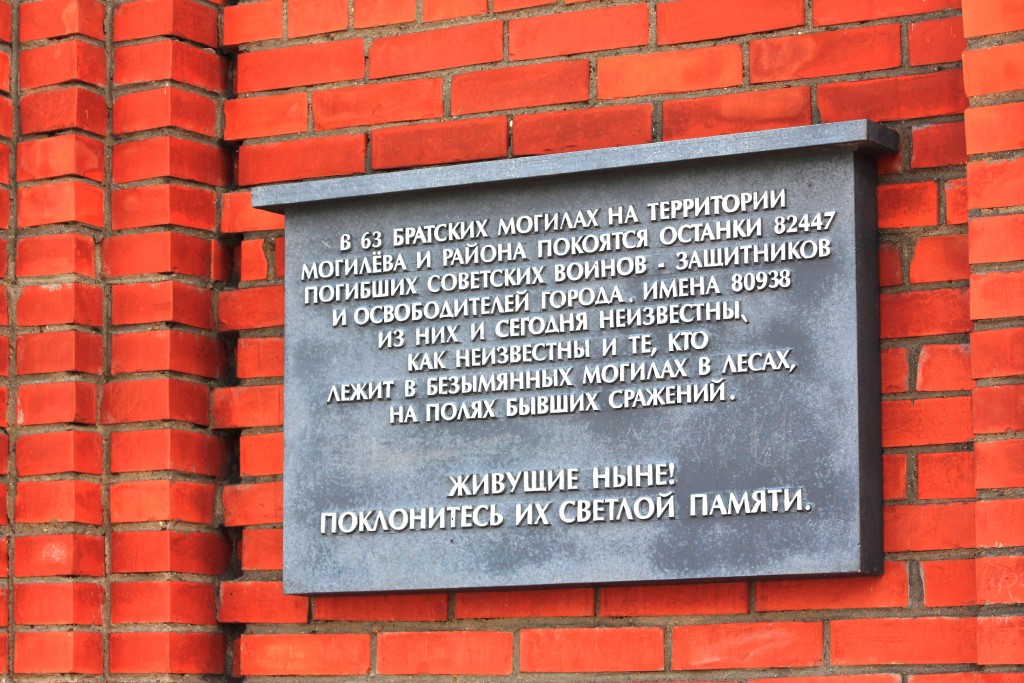 В 63 БРАТСКИХ МОГИЛАХ НА ТЕРРИТОРИИ
МОГИЛЁВА И РАЙОНА ПОКОЯТСЯ ОСТАНКИ 82447
ПОГИБШИХ СОВЕТСКИХ ВОИНОВ - ЗАЩИТНИКОВ
И ОСВОБОДИТЕЛЕЙ ГОРОДА. ИМЕНА 80938
ИЗ НИХ И СЕГОДНЯ НЕИЗВЕСТНЫ,
КАК НЕИЗВЕСТНЫ И ТЕ, КТО
ЛЕЖИТ В БЕЗЫМЯННЫХ МОГИЛАХ В ЛЕСАХ,
НА ПОЛЯХ БЫВШИХ СРАЖЕНИЙ.
ЖИВУЩИЕ НЫНЕ!
ПОКЛОНИТЕСЬ ИХ СВЕТЛОЙ ПАМЯТИ.